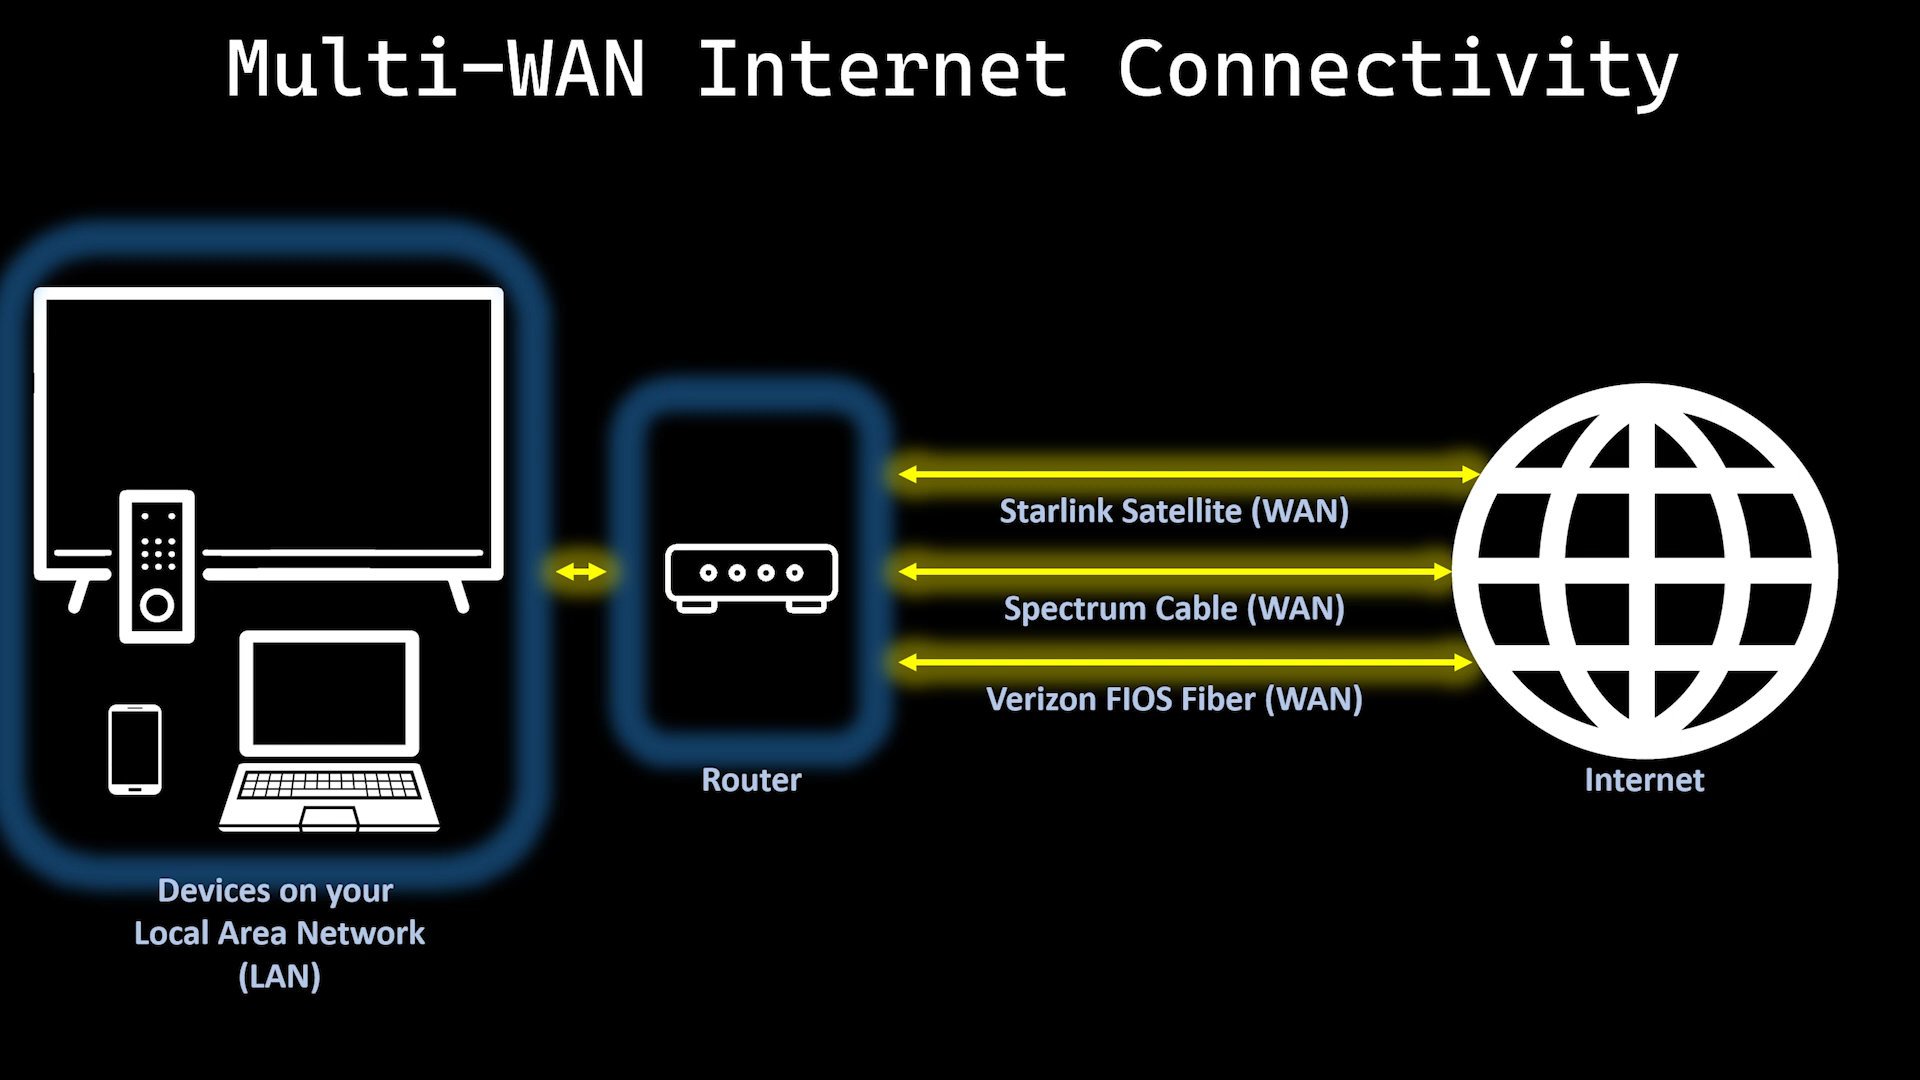 Multi-WAN Internet Connectivity
Starlink Satellite (WAN)
Spectrum Cable (WAN)
Verizon FIOS Fiber (WAN)
Router
Internet
Devices on your
Local Area Network
(LAN)